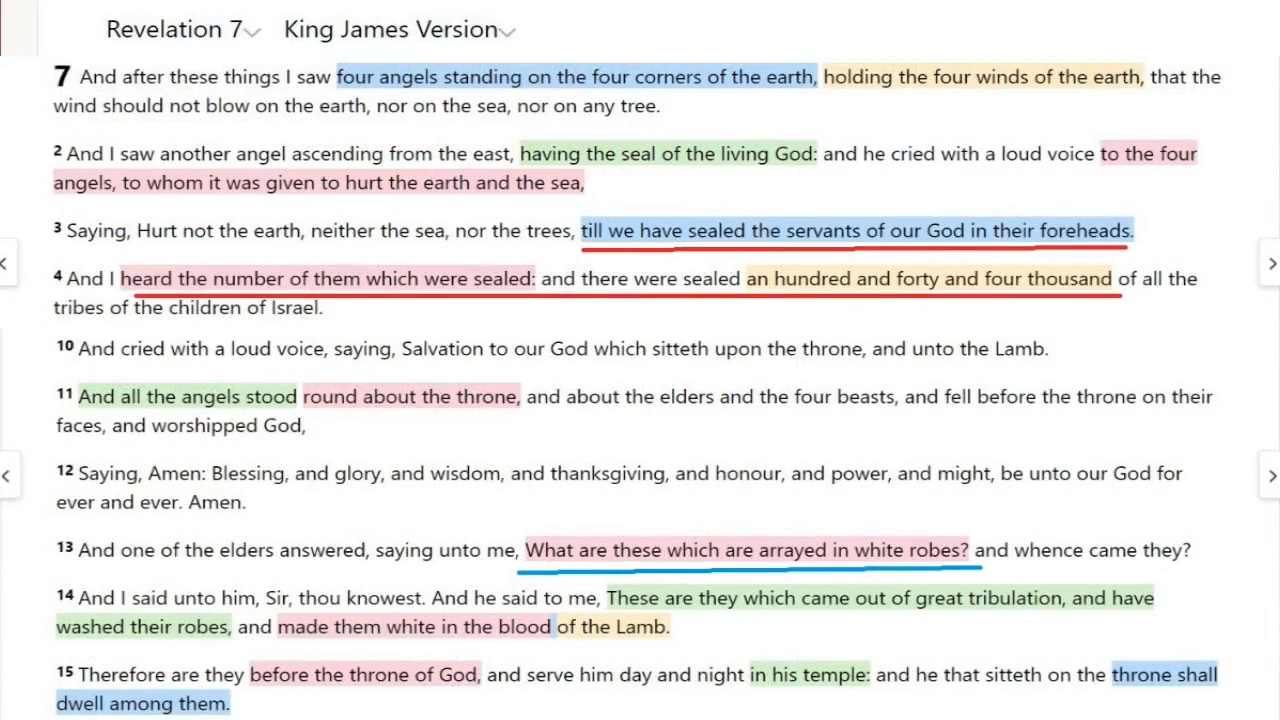 Revelation 7 King James Version
7 And after these things I saw four angels standing on the four corners of the earth, holding the four winds of the earth, that the
wind should not blow on the earth, nor on the sea, nor on any tree.
2 And I saw another angel ascending from the east, having the seal of the living God: and he cried with a loud voice to the four
angels, to whom it was given to hurt the earth and the sea,
3 Saying, Hurt not the earth, neither the sea, nor the trees, till we have sealed the servants of our God in their foreheads.
4 And I heard the number of them which were sealed: and there were sealed an hundred and forty and four thousand of all the
tribes of the children of Israel.
10 And cried with a loud voice, saying, Salvation to our God which sitteth upon the throne, and unto the Lamb.
11 And all the angels stood round about the throne, and about the elders and the four beasts, and fell before the throne on their
faces, and worshipped God,
12 Saying, Amen: Blessing, and glory, and wisdom, and thanksgiving, and honour, and power, and might, be unto our God for
ever and ever. Amen.
13 And one of the elders answered, saying unto me, What are these which are arrayed in white robes? and whence came they?
14 And I said unto him, Sir, thou knowest. And he said to me, These are they which came out of great tribulation, and have
washed their robes, and made them white in the blood of the Lamb.
15 Therefore are they before the throne of God, and serve him day and night in his temple: and he that sitteth on the throne shall
dwell among them.